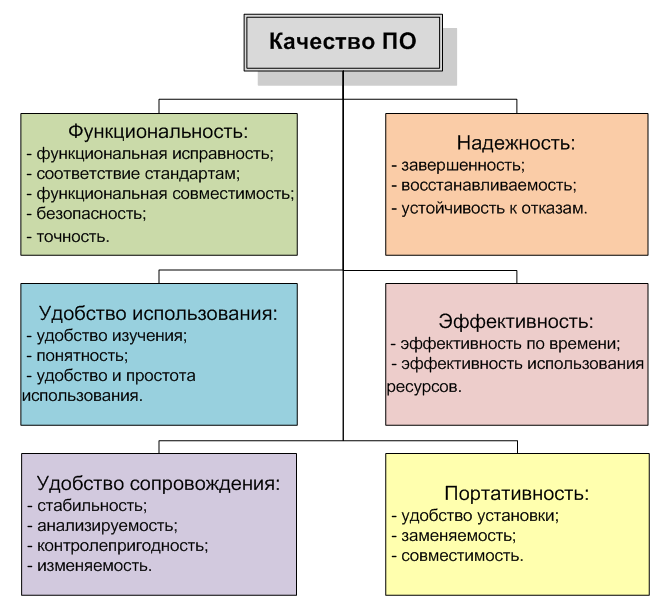 Качество ПО
Функциональность:
- функциональная исправность;
- соответствие стандартам;
- функциональная совместимость;
- безопасность;
- точность.
Надежность:
- завершенность;
- восстанавливаемость;
- устойчивость к отказам.
Удобство использования:
- удобство изучения;
- понятность;
- удобство и простота
использования.
Эффективность:
- эффективность по времени;
- эффективность использования
ресурсов.
Удобство сопровождения:
- стабильность;
- анализируемость;
- контролепригодность;
- изменяемость.
Портативность:
- удобство установки;
- заменяемость;
- совместимость.